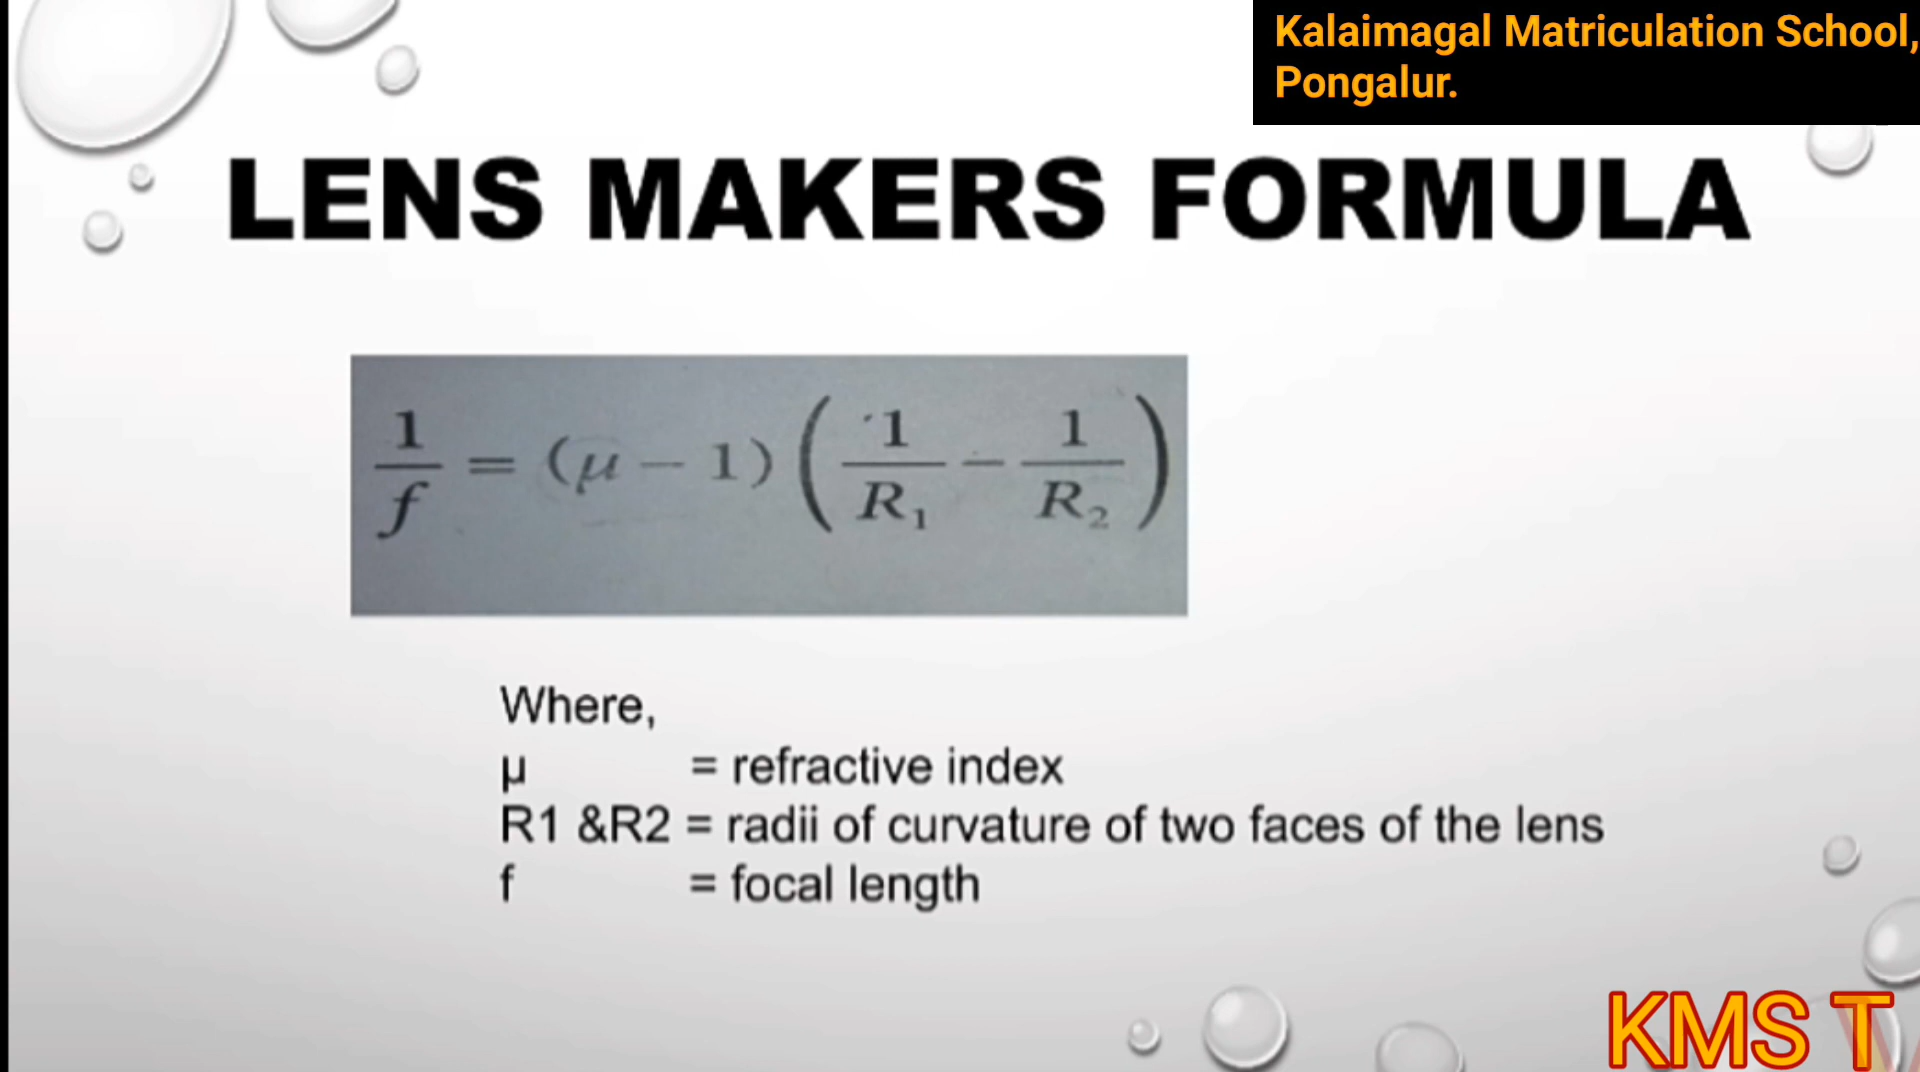 Kalaimagal Matriculation School,
Pongalur.
LENS MAKERS FORMULA
1/f = (μ − 1) (1/R₁ − 1/R₂)
Where,
μ = refractive index
R1 &R2 = radii of curvature of two faces of the lens
f = focal length
KMS T